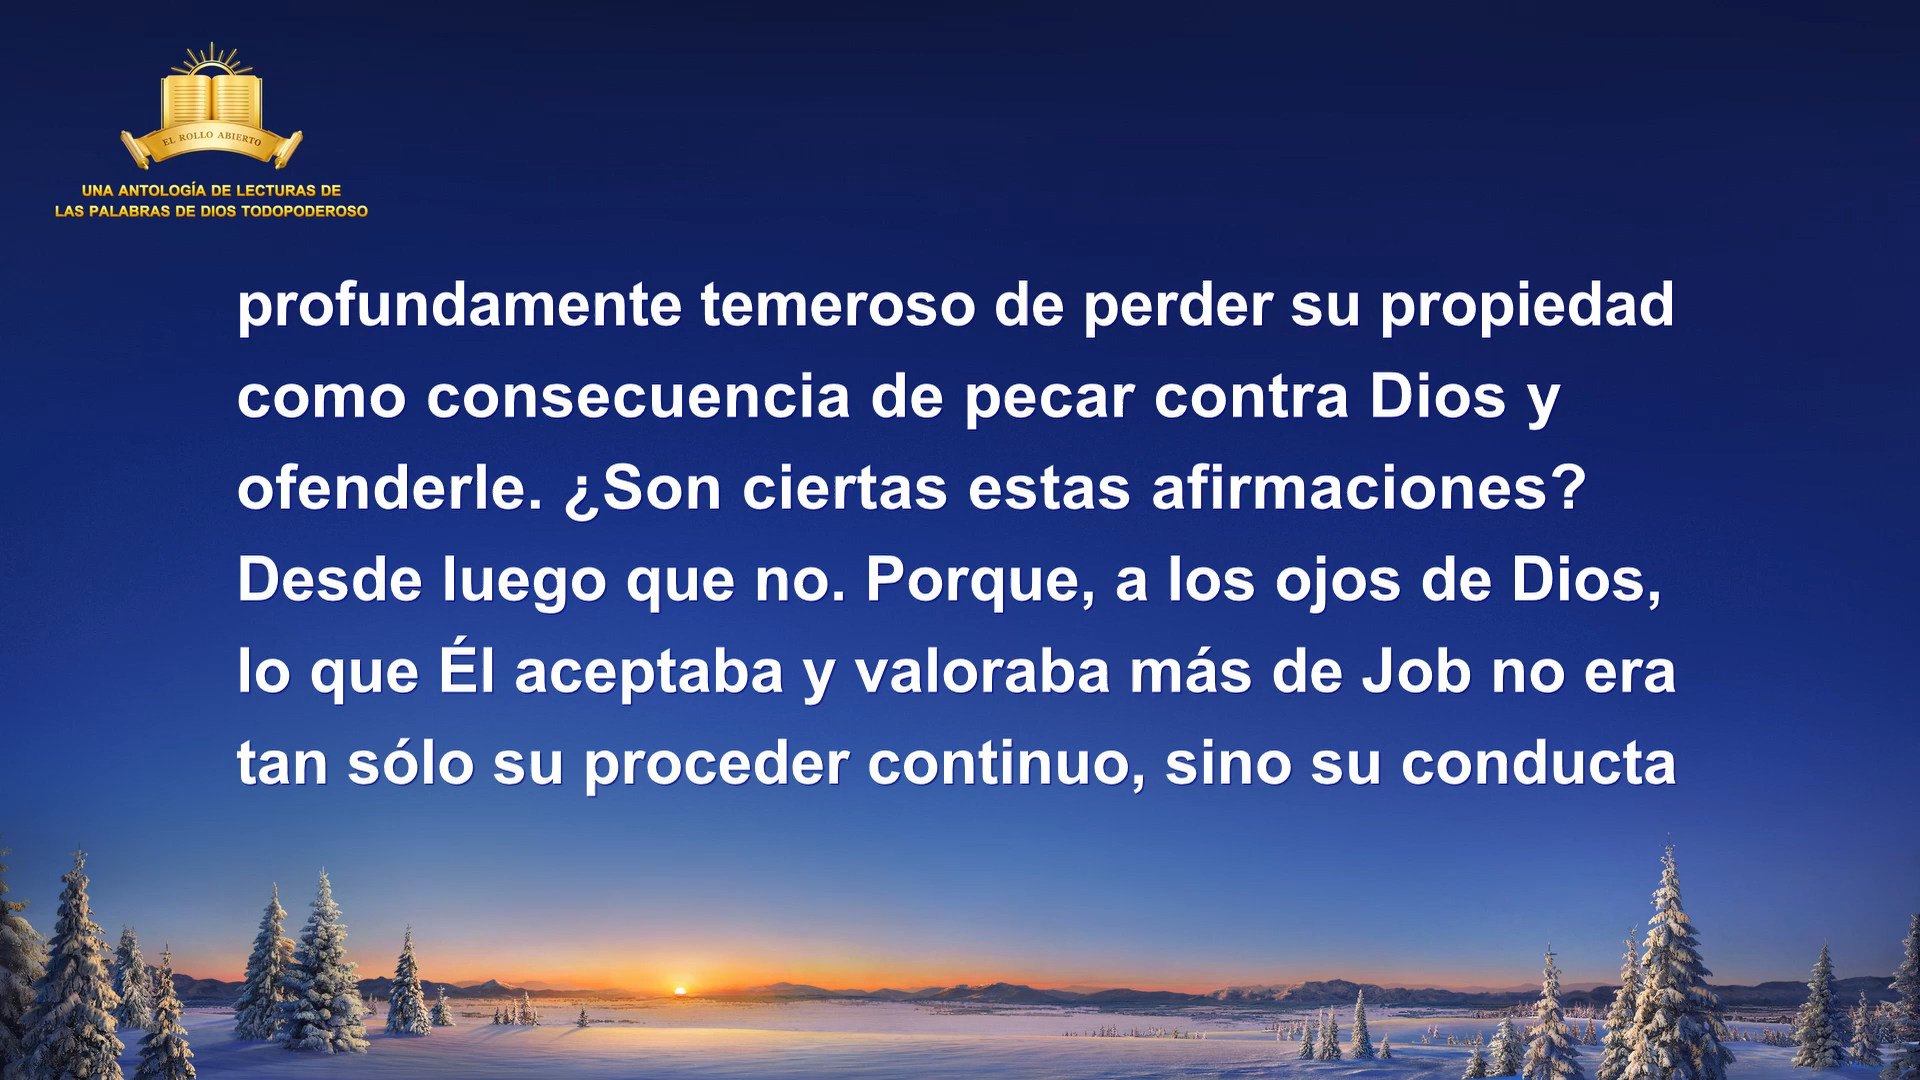 EL ROLLO ABIERTO
UNA ANTOLOGÍA DE LECTURAS DE
LAS PALABRAS DE DIOS TODOPODEROSO
profundamente temeroso de perder su propiedad
como consecuencia de pecar contra Dios y
ofenderle. ¿Son ciertas estas afirmaciones?
Desde luego que no. Porque, a los ojos de Dios,
lo que Él aceptaba y valoraba más de Job no era
tan sólo su proceder continuo, sino su conducta